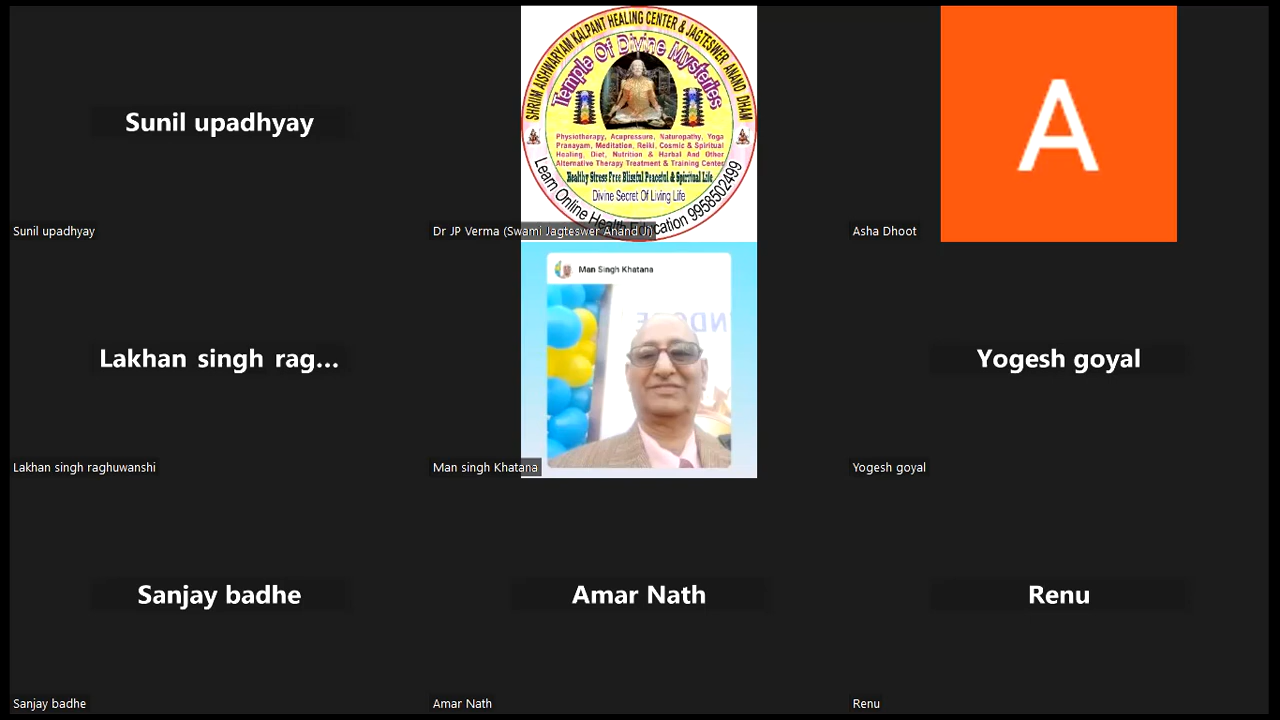 Sunil upadhyay
Sunil upadhyay
SHRUM AISHWARYAM KALPANT HEALING CENTER & JAGTESWER ANAND DHAM
Temple Of Divine Mysteries
Physiotherapy, Acupressure, Naturopathy, Yoga
Pranayam, Meditation, Reiki, Cosmic & Spiritual
Healing, Diet, Nutrition & Harbal And Other
Alternative Therapy Treatment & Training Center
Healthy Stress Free Blissful Peaceful & Spiritual Life
Divine Secret Of Living Life
Learn Online Health Education 9958502499
Dr JP Verma (Swami Jagteswer Anand Ji)
A
Asha Dhoot
Lakhan singh rag...
Lakhan singh raghuwanshi
Man Singh Khatana
INDORE
Man singh Khatana
Yogesh goyal
Yogesh goyal
Sanjay badhe
Sanjay badhe
Amar Nath
Amar Nath
Renu
Renu